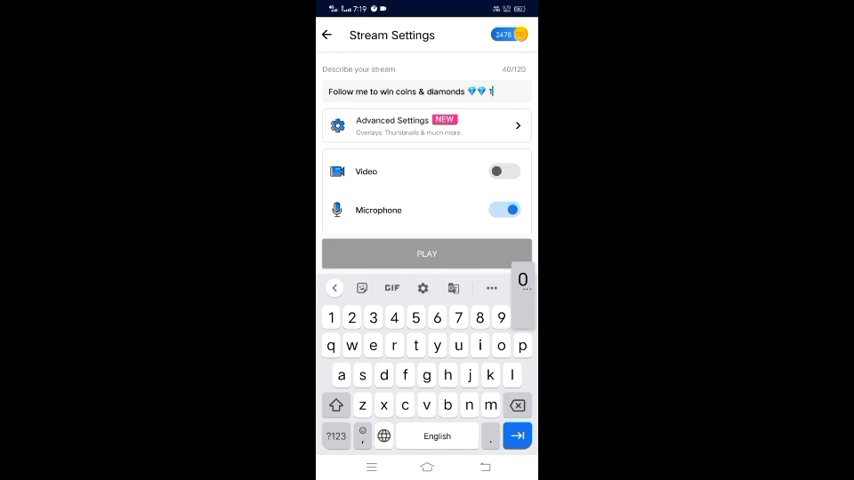 7:19
Stream Settings
2478
Describe your stream
40/120
Follow me to win coins & diamonds 💎💎 1
Advanced Settings NEW
Overlays, Thumbnails & much more.
Video
Microphone
PLAY
GIF
0
1 2 3 4 5 6 7 8 9
q w e r t y u i o p
a s d f g h j k l
z x c v b n m
?123 , English .